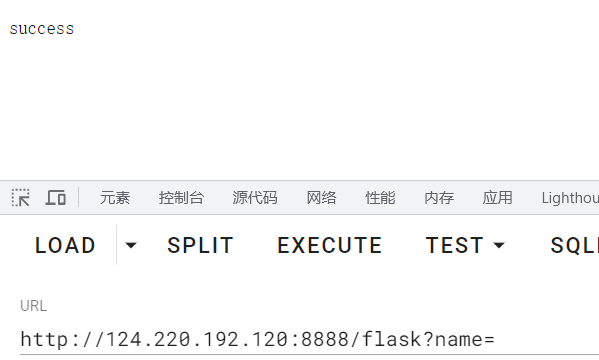 success
元素 控制台 源代码 网络 性能 内存 应用 Lighthou
LOAD SPLIT EXECUTE TEST SQL
URL
http://124.220.192.120:8888/flask?name=